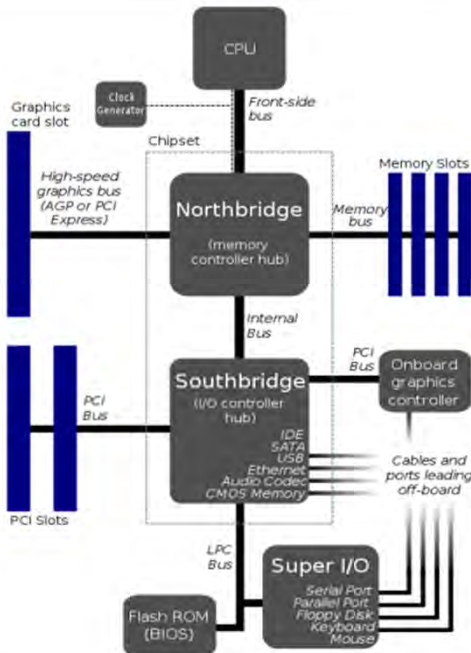 CPU
Clock
Generator
Front-side
bus
Graphics
card slot
Chipset
High-speed
graphics bus
(AGP or PCI
Express)
Northbridge
(memory
controller hub)
Memory
bus
Memory Slots
Internal
Bus
PCI
Bus
Southbridge
(I/O controller
hub)
PCI
Bus
Onboard
graphics
controller
IDE
SATA
USB
Ethernet
Audio Codec
CMOS Memory
Cables and
ports leading
off-board
PCI Slots
LPC
Bus
Super I/O
Serial Port
Parallel Port
Floppy Disk
Keyboard
Mouse
Flash ROM
(BIOS)